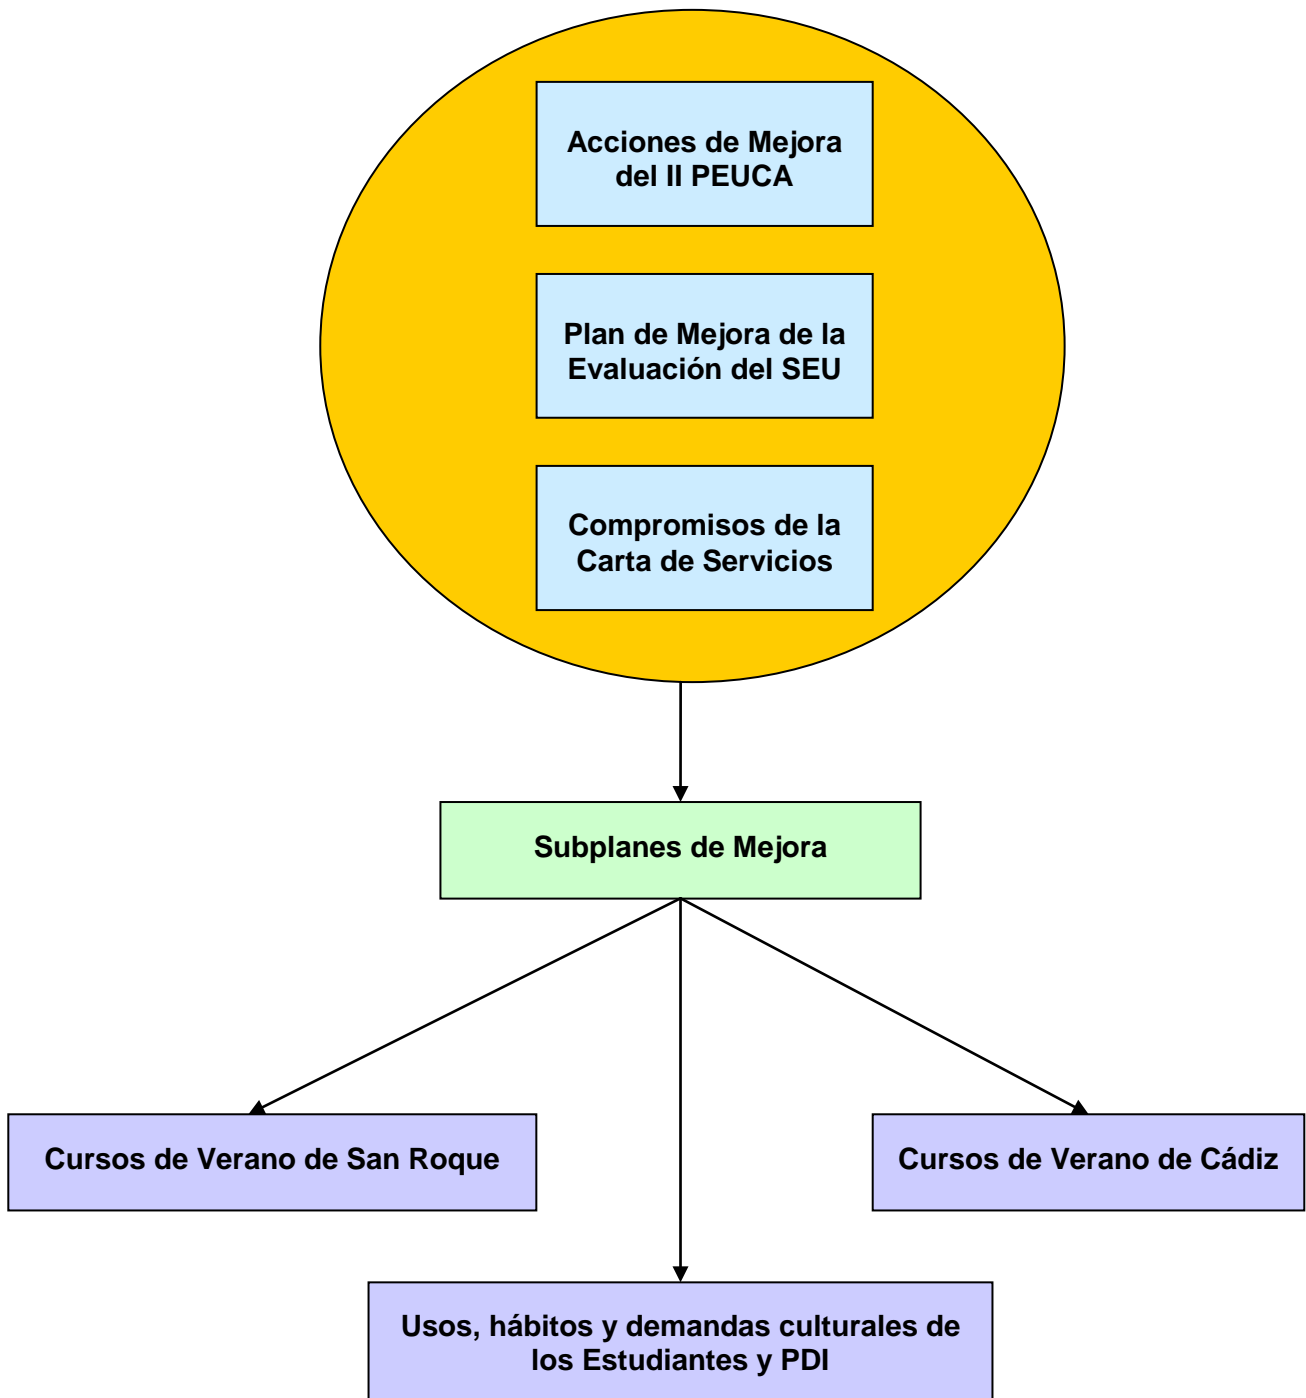 Acciones de Mejora
del II PEUCA
Plan de Mejora de la
Evaluación del SEU
Compromisos de la
Carta de Servicios
Subplanes de Mejora
Cursos de Verano de San Roque
Cursos de Verano de Cádiz
Usos, hábitos y demandas culturales de
los Estudiantes y PDI